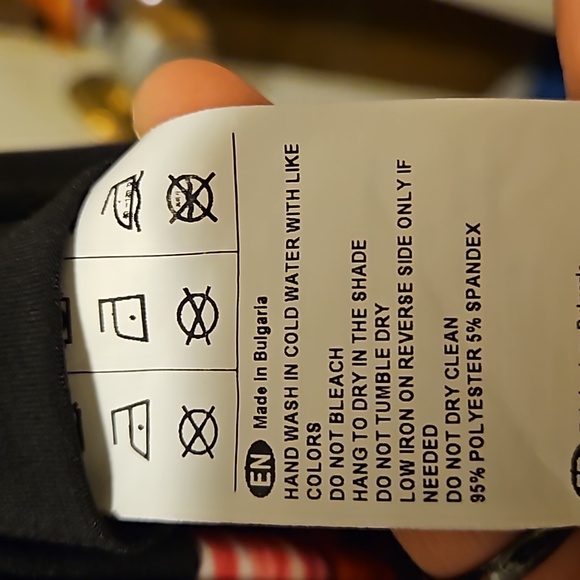 EN Made In Bulgaria
HAND WASH IN COLD WATER WITH LIKE
COLORS
DO NOT BLEACH
HANG TO DRY IN THE SHADE
DO NOT TUMBLE DRY
LOW IRON ON REVERSE SIDE ONLY IF
NEEDED
DO NOT DRY CLEAN
95% POLYESTER 5% SPANDEX